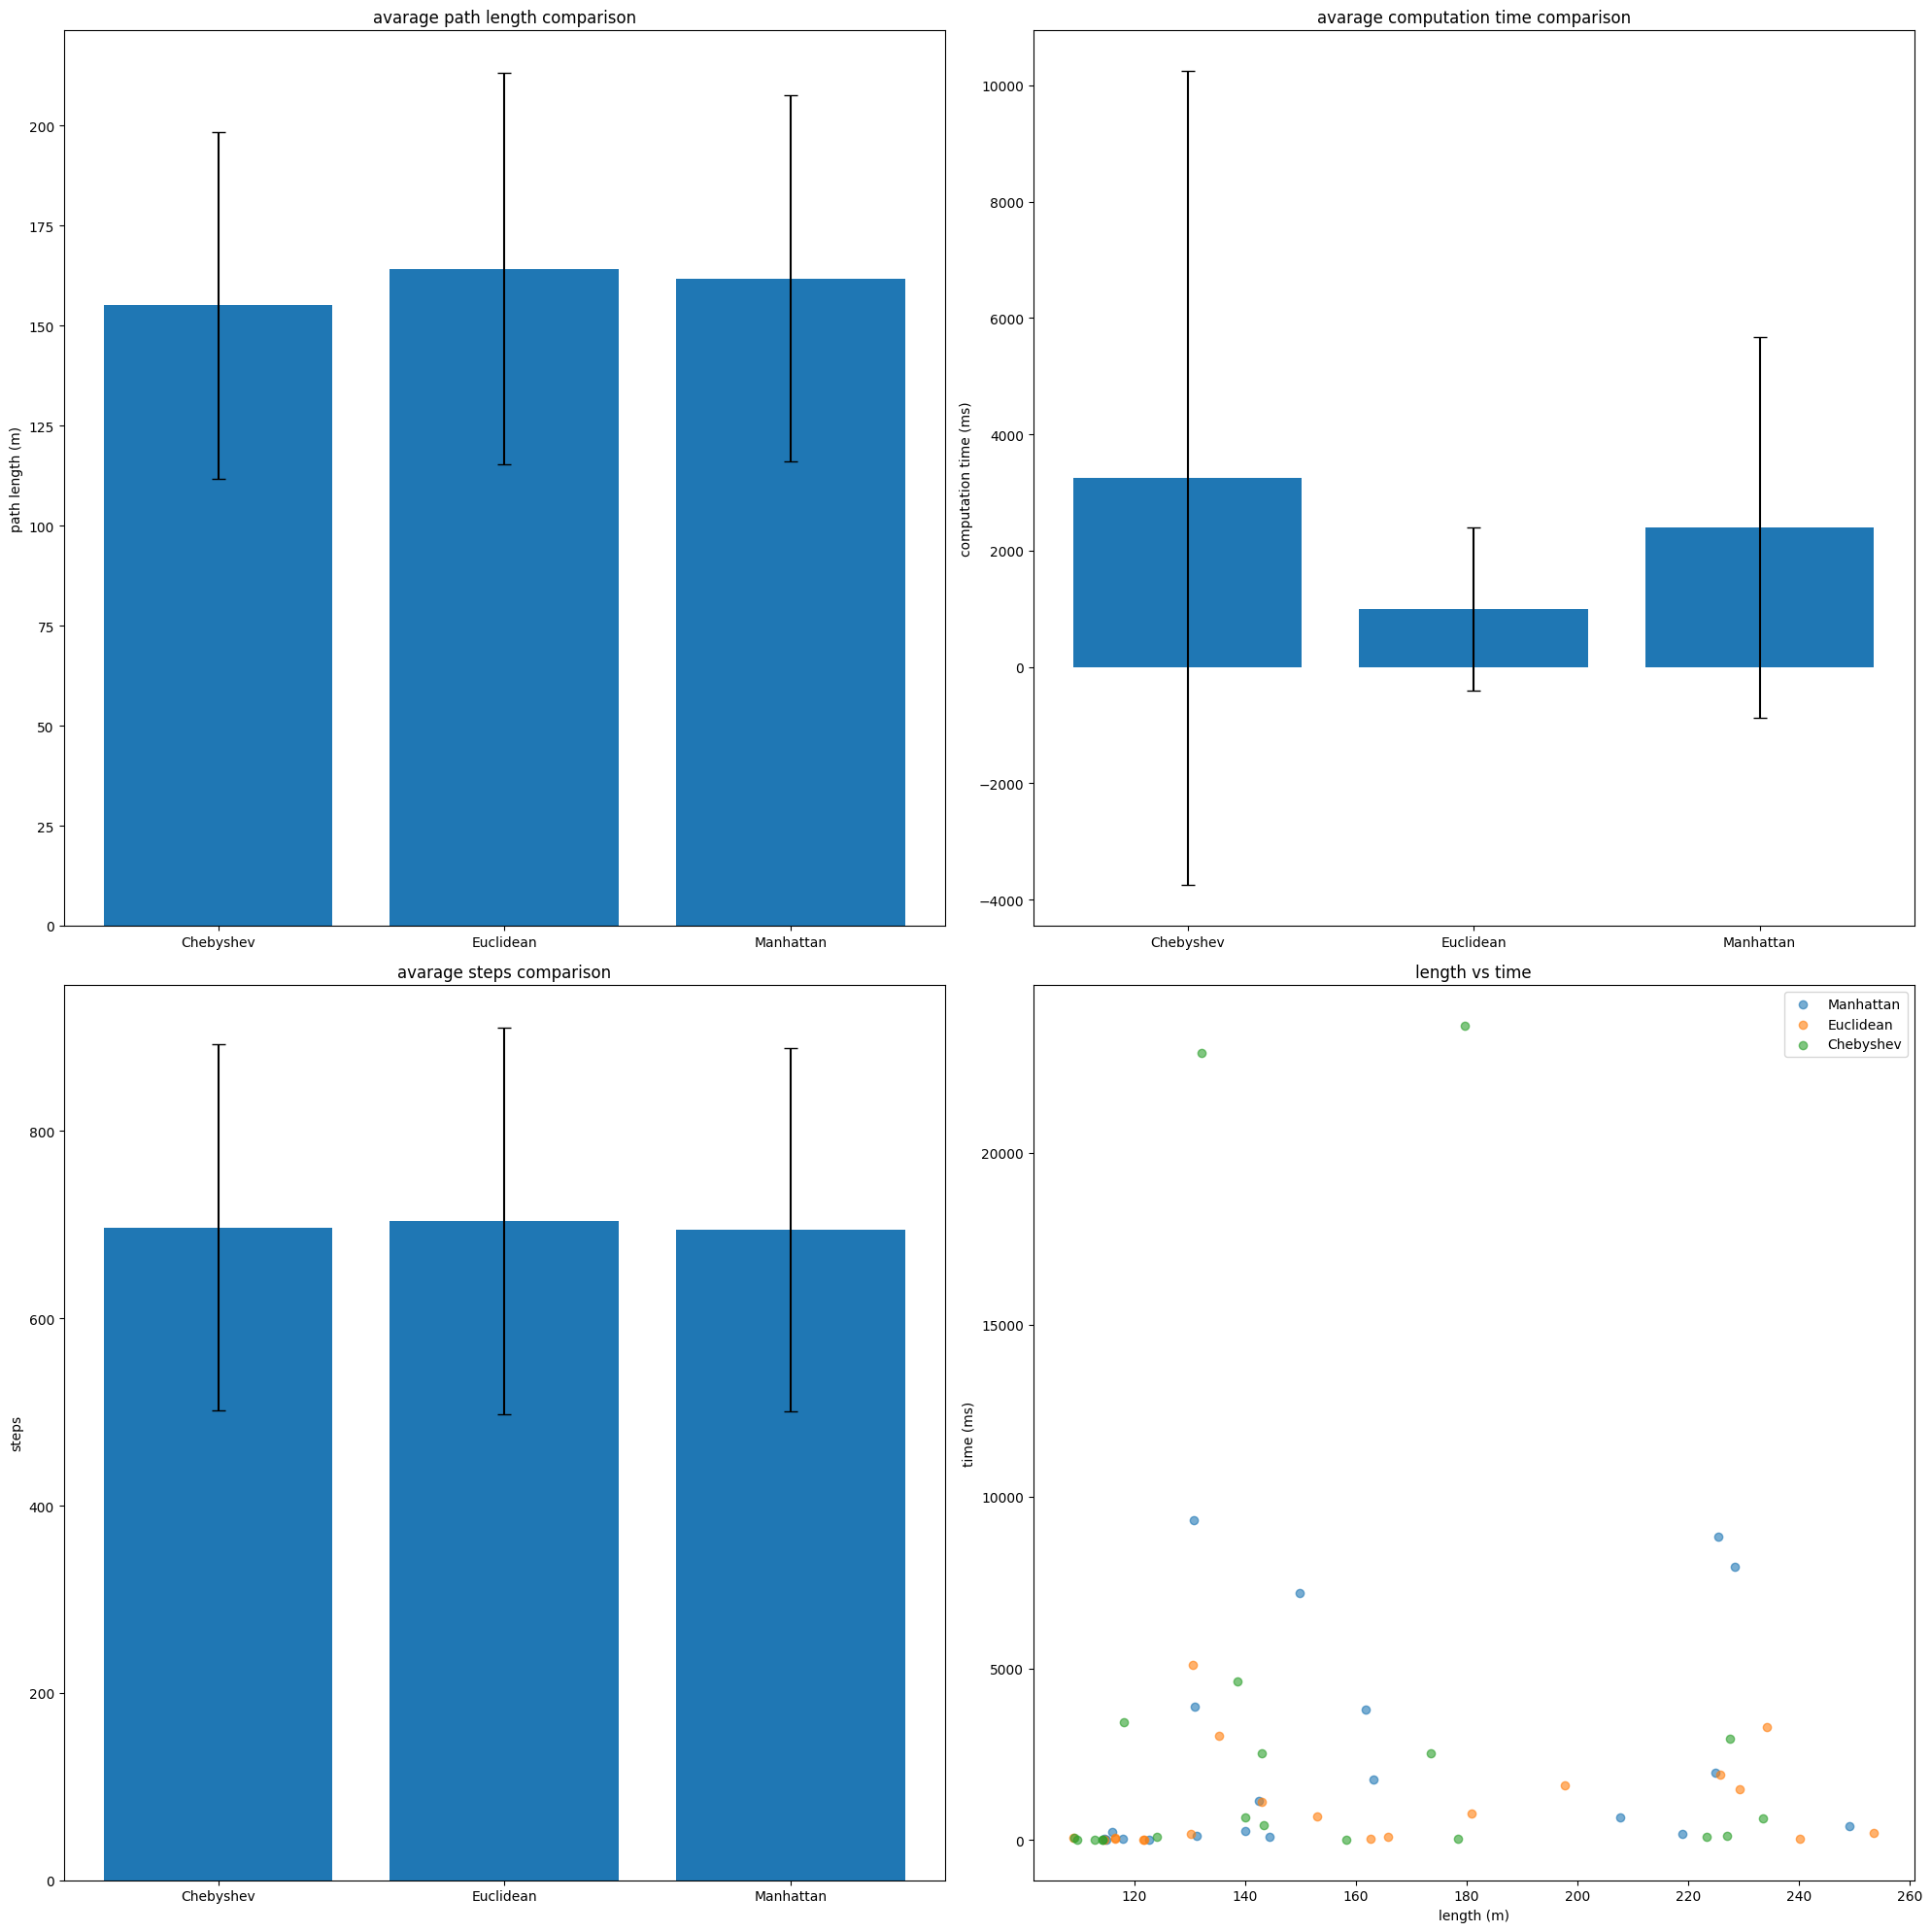 avarage path length comparison
path length (m)
200
175
150
125
100
75
50
25
0
Chebyshev Euclidean Manhattan
avarage computation time comparison
computation time (ms)
10000
8000
6000
4000
2000
0
−2000
−4000
Chebyshev Euclidean Manhattan
avarage steps comparison
steps
800
600
400
200
0
Chebyshev Euclidean Manhattan
length vs time
Manhattan
Euclidean
Chebyshev
time (ms)
20000
15000
10000
5000
0
120 140 160 180 200 220 240 260
length (m)